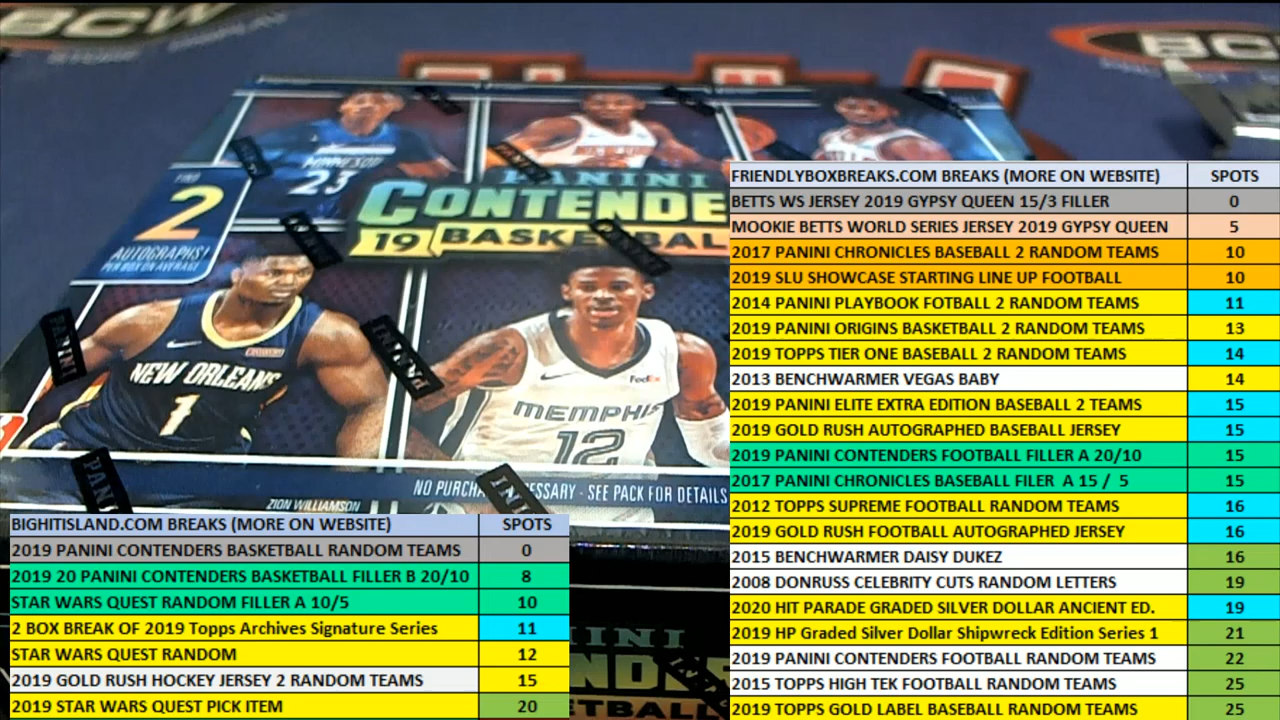 BCW
BCW
MINNESOTA
23
FIND
2
AUTOGRAPHS!
PER BOX ON AVERAGE
PANINI
CONTENDE
19 BASKETBAL
PANINI
NEW ORLEANS
1
MEMPHIS
12
FedEx
NO PURCHASE NECESSARY - SEE PACK FOR DETAILS
ZION WILLIAMSON
FRIENDLYBOXBREAKS.COM BREAKS (MORE ON WEBSITE) SPOTS
BETTS WS JERSEY 2019 GYPSY QUEEN 15/3 FILLER 0
MOOKIE BETTS WORLD SERIES JERSEY 2019 GYPSY QUEEN 5
2017 PANINI CHRONICLES BASEBALL 2 RANDOM TEAMS 10
2019 SLU SHOWCASE STARTING LINE UP FOOTBALL 10
2014 PANINI PLAYBOOK FOTBALL 2 RANDOM TEAMS 11
2019 PANINI ORIGINS BASKETBALL 2 RANDOM TEAMS 13
2019 TOPPS TIER ONE BASEBALL 2 RANDOM TEAMS 14
2013 BENCHWARMER VEGAS BABY 14
2019 PANINI ELITE EXTRA EDITION BASEBALL 2 TEAMS 15
2019 GOLD RUSH AUTOGRAPHED BASEBALL JERSEY 15
2019 PANINI CONTENDERS FOOTBALL FILLER A 20/10 15
2017 PANINI CHRONICLES BASEBALL FILER A 15 / 5 15
2012 TOPPS SUPREME FOOTBALL RANDOM TEAMS 16
2019 GOLD RUSH FOOTBALL AUTOGRAPHED JERSEY 16
2015 BENCHWARMER DAISY DUKEZ 16
2008 DONRUSS CELEBRITY CUTS RANDOM LETTERS 19
2020 HIT PARADE GRADED SILVER DOLLAR ANCIENT ED. 19
2019 HP Graded Silver Dollar Shipwreck Edition Series 1 21
2019 PANINI CONTENDERS FOOTBALL RANDOM TEAMS 22
2015 TOPPS HIGH TEK FOOTBALL RANDOM TEAMS 25
2019 TOPPS GOLD LABEL BASEBALL RANDOM TEAMS 25
BIGHITISLAND.COM BREAKS (MORE ON WEBSITE) SPOTS
2019 PANINI CONTENDERS BASKETBALL RANDOM TEAMS 0
2019 20 PANINI CONTENDERS BASKETBALL FILLER B 20/10 8
STAR WARS QUEST RANDOM FILLER A 10/5 10
2 BOX BREAK OF 2019 Topps Archives Signature Series 11
STAR WARS QUEST RANDOM 12
2019 GOLD RUSH HOCKEY JERSEY 2 RANDOM TEAMS 15
2019 STAR WARS QUEST PICK ITEM 20